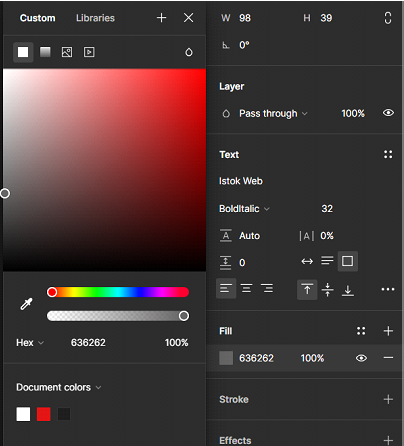 Custom Libraries
Hex 636262 100%
Document colors
W 98 H 39
0°
Layer
Pass through 100%
Text
Istok Web
BoldItalic 32
A Auto |A| 0%
0
Fill
636262 100%
Stroke
Effects